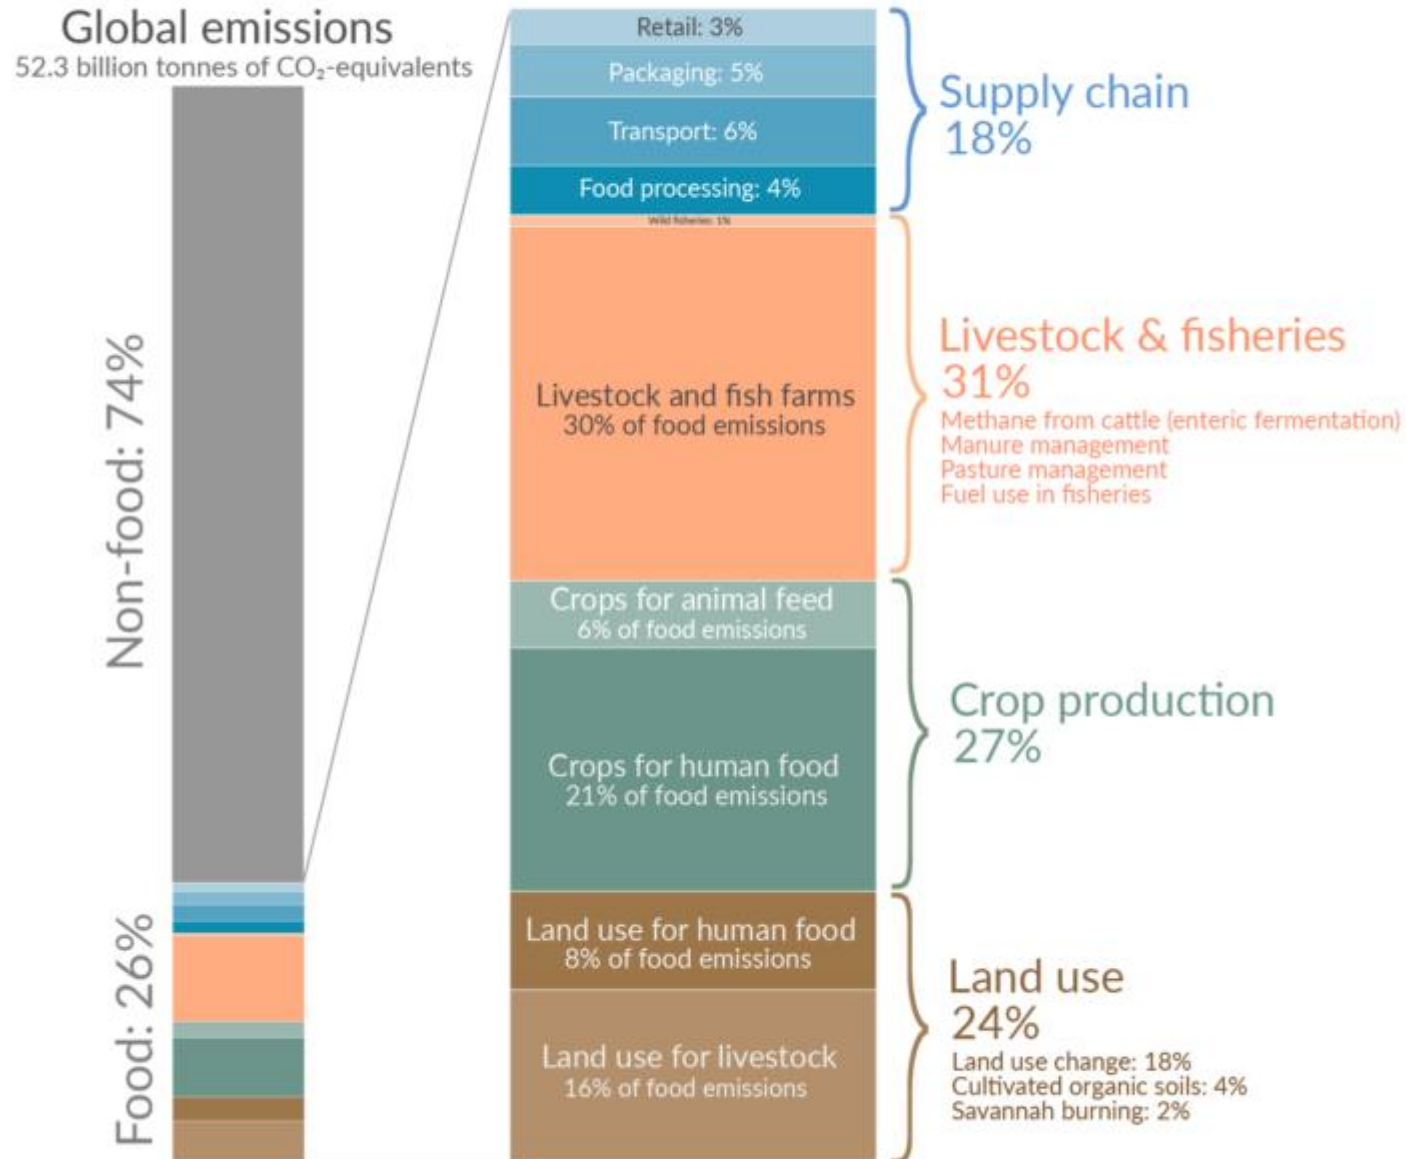 Global emissions
52.3 billion tonnes of CO₂-equivalents
Non-food: 74%
Food: 26%
Retail: 3%
Packaging: 5%
Transport: 6%
Food processing: 4%
Wild fisheries: 1%
Livestock and fish farms
30% of food emissions
Crops for animal feed
6% of food emissions
Crops for human food
21% of food emissions
Land use for human food
8% of food emissions
Land use for livestock
16% of food emissions
Supply chain
18%
Livestock & fisheries
31%
Methane from cattle (enteric fermentation)
Manure management
Pasture management
Fuel use in fisheries
Crop production
27%
Land use
24%
Land use change: 18%
Cultivated organic soils: 4%
Savannah burning: 2%